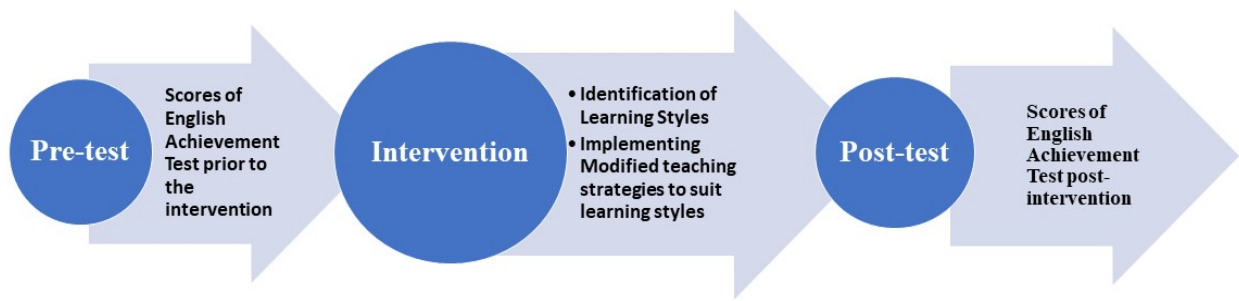 Pre-test
Scores of
English
Achievement
Test prior to
the
intervention
Intervention
• Identification of
Learning Styles
• Implementing
Modified teaching
strategies to suit
learning styles
Post-test
Scores of
English
Achievement
Test post-
intervention